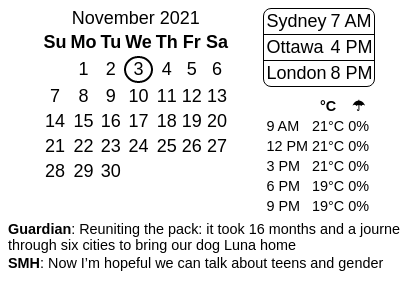 November 2021
Su Mo Tu We Th Fr Sa
1 2 3 4 5 6
7 8 9 10 11 12 13
14 15 16 17 18 19 20
21 22 23 24 25 26 27
28 29 30
Sydney 7 AM
Ottawa 4 PM
London 8 PM
°C ☂
9 AM 21°C 0%
12 PM 21°C 0%
3 PM 21°C 0%
6 PM 19°C 0%
9 PM 19°C 0%
Guardian: Reuniting the pack: it took 16 months and a journe
through six cities to bring our dog Luna home
SMH: Now I'm hopeful we can talk about teens and gender